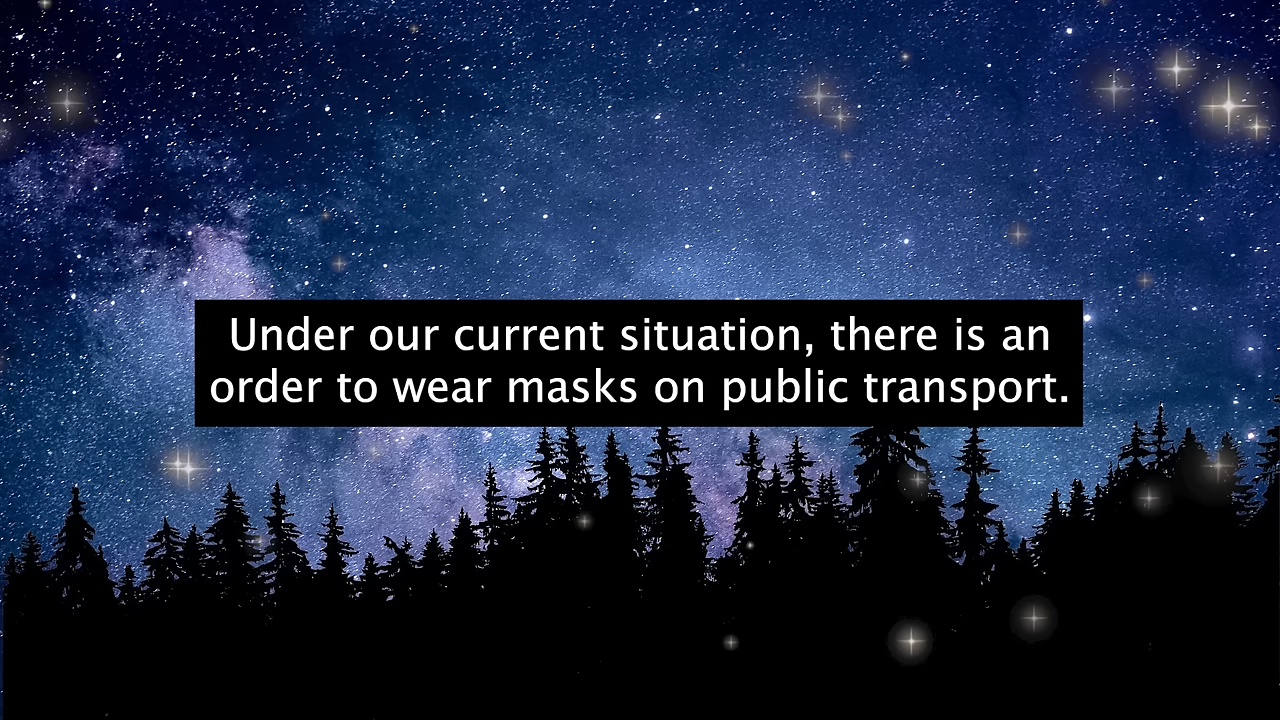 Under our current situation, there is an
order to wear masks on public transport.